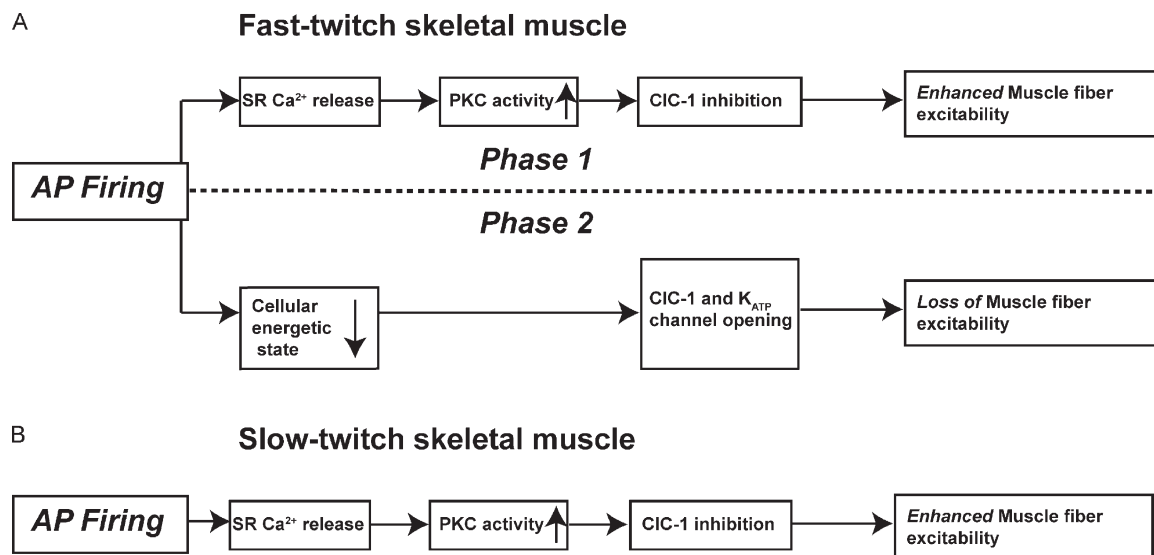 A
Fast-twitch skeletal muscle
SR Ca²⁺ release
PKC activity
ClC-1 inhibition
Enhanced Muscle fiber
excitability
Phase 1
AP Firing
Phase 2
Cellular
energetic
state
ClC-1 and K_ATP
channel opening
Loss of Muscle fiber
excitability
B
Slow-twitch skeletal muscle
AP Firing
SR Ca²⁺ release
PKC activity
ClC-1 inhibition
Enhanced Muscle fiber
excitability